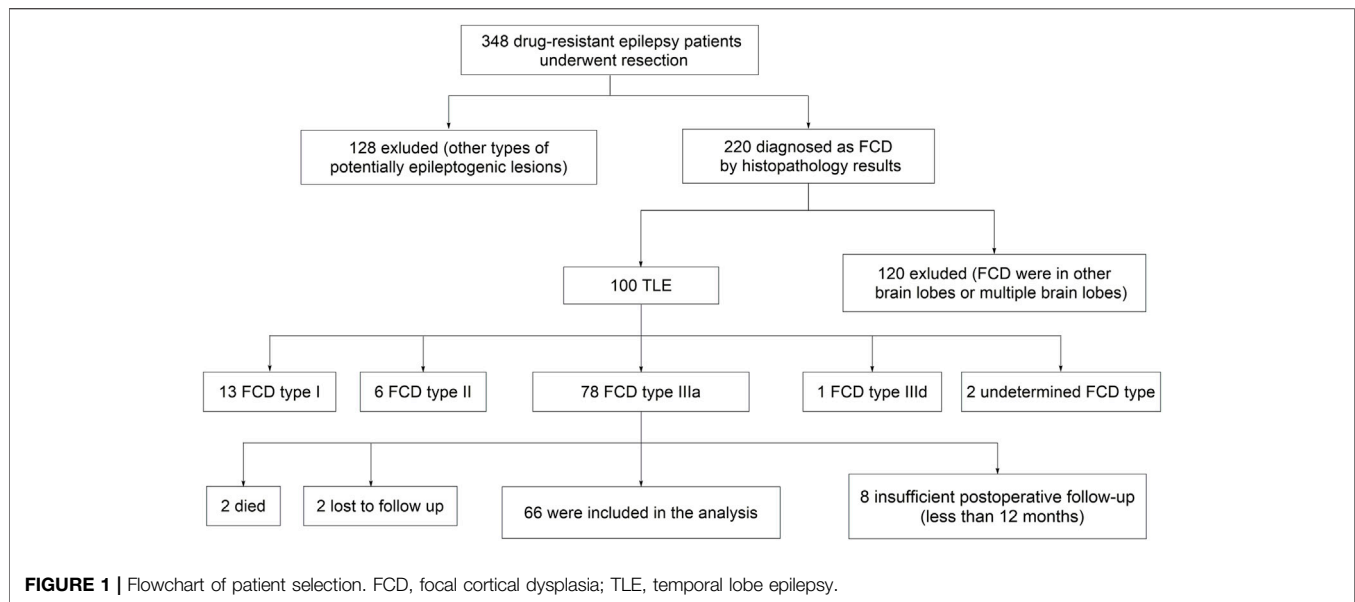 348 drug-resistant epilepsy patients
underwent resection
128 exluded (other types of
potentially epileptogenic lesions)
220 diagnosed as FCD
by histopathology results
100 TLE
120 exluded (FCD were in other
brain lobes or multiple brain lobes)
13 FCD type I
6 FCD type II
78 FCD type IIIa
1 FCD type IIId
2 undetermined FCD type
2 died
2 lost to follow up
66 were included in the analysis
8 insufficient postoperative follow-up
(less than 12 months)
FIGURE 1 | Flowchart of patient selection. FCD, focal cortical dysplasia; TLE, temporal lobe epilepsy.